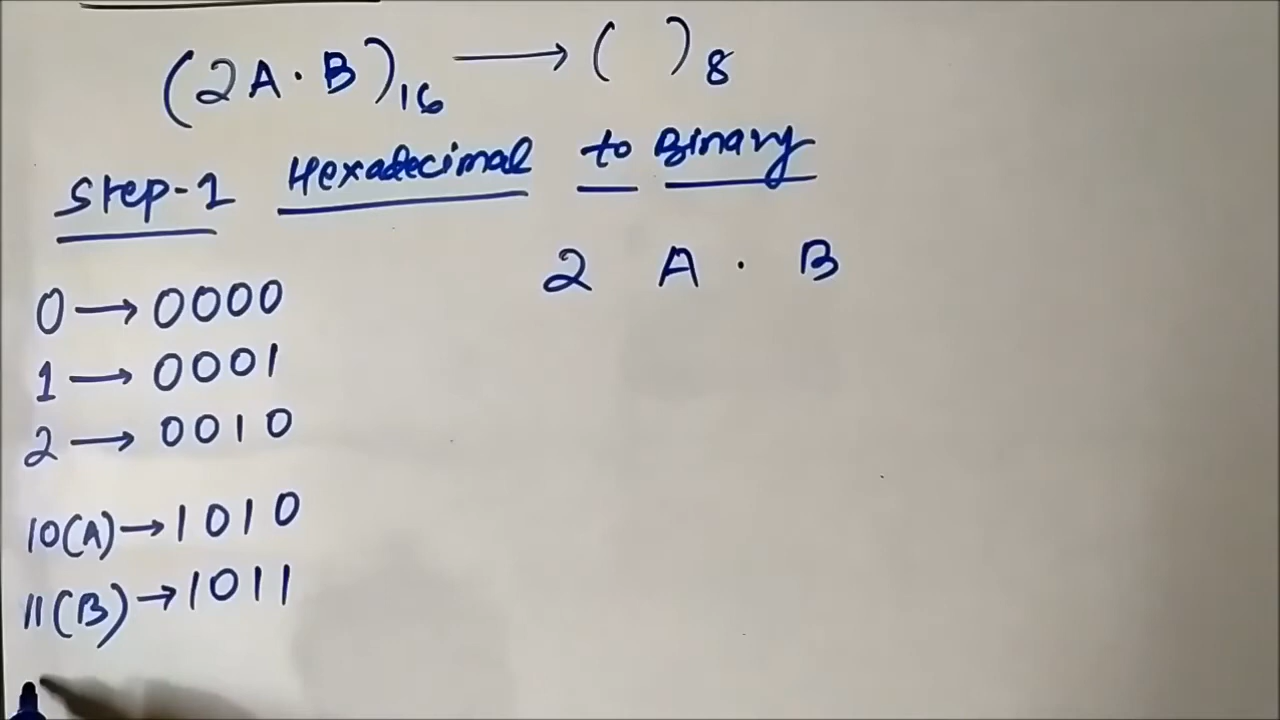 (2A.B)16 → ( )8
Step-1 Hexadecimal to Binary
2 A . B
0 → 0000
1 → 0001
2 → 0010
10(A) → 1010
11(B) → 1011